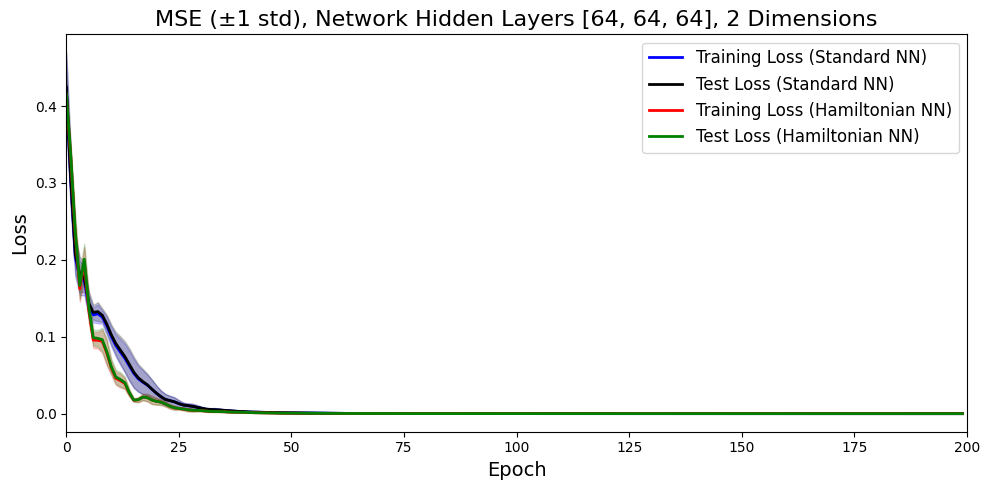 MSE (±1 std), Network Hidden Layers [64, 64, 64], 2 Dimensions
Training Loss (Standard NN)
Test Loss (Standard NN)
Training Loss (Hamiltonian NN)
Test Loss (Hamiltonian NN)
Loss
0.4
0.3
0.2
0.1
0.0
0 25 50 75 100 125 150 175 200
Epoch